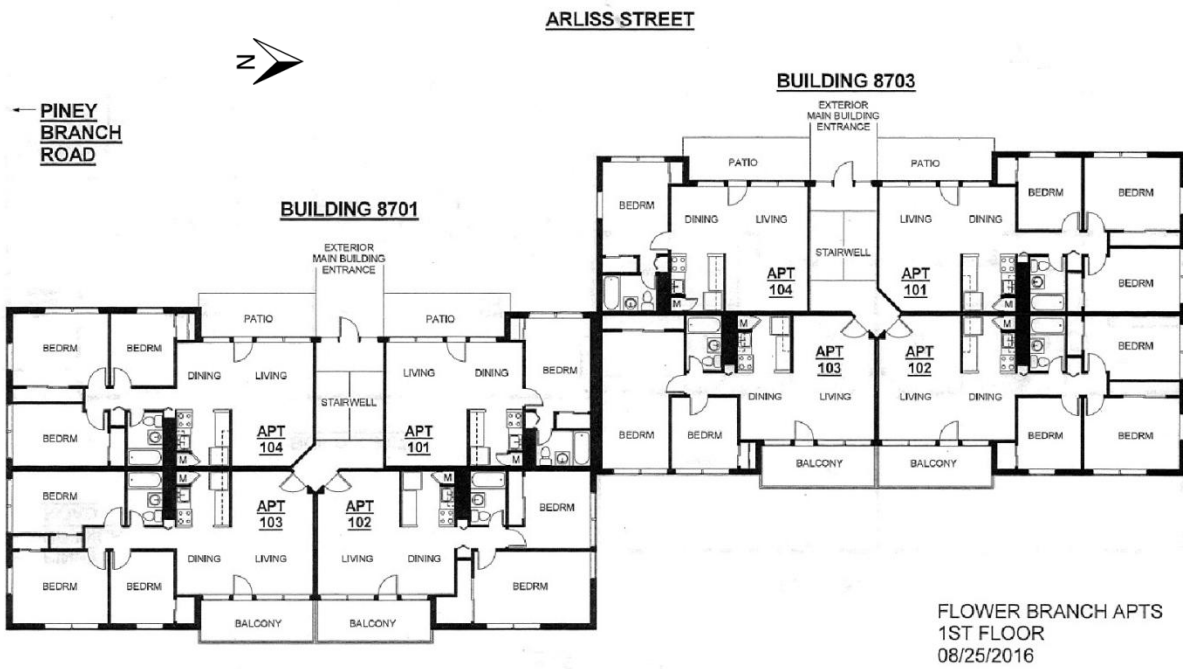 ARLISS STREET
N
← PINEY
BRANCH
ROAD
BUILDING 8703
EXTERIOR
MAIN BUILDING
ENTRANCE
PATIO
PATIO
BEDRM
DINING
LIVING
STAIRWELL
LIVING
DINING
BEDRM
BEDRM
APT
104
APT
101
BEDRM
M
M
M
M
APT
103
APT
102
BEDRM
DINING
LIVING
LIVING
DINING
BEDRM
BEDRM
BEDRM
BEDRM
BALCONY
BALCONY
BUILDING 8701
EXTERIOR
MAIN BUILDING
ENTRANCE
PATIO
PATIO
BEDRM
BEDRM
DINING
LIVING
STAIRWELL
LIVING
DINING
BEDRM
BEDRM
APT
104
APT
101
M
M
M
M
BEDRM
APT
103
APT
102
BEDRM
DINING
LIVING
LIVING
DINING
BEDRM
BEDRM
BEDRM
BALCONY
BALCONY
FLOWER BRANCH APTS
1ST FLOOR
08/25/2016